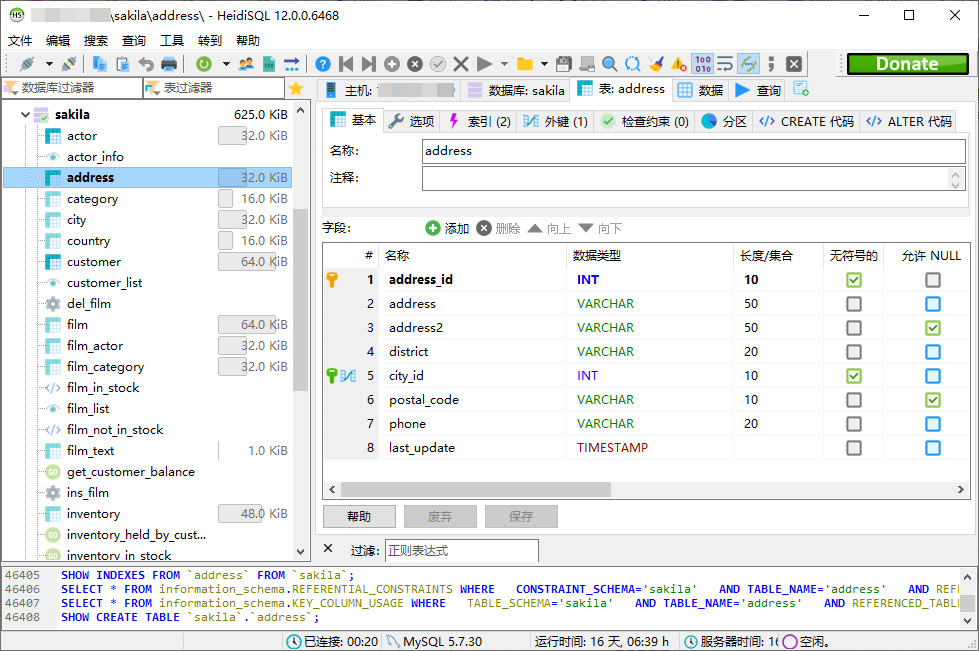 \sakila\address\ - HeidiSQL 12.0.0.6468
文件 编辑 搜索 查询 工具 转到 帮助
Donate
数据库过滤器 表过滤器
主机: 数据库: sakila 表: address 数据 查询
sakila 625.0 KiB
actor 32.0 KiB
actor_info
address 32.0 KiB
category 16.0 KiB
city 32.0 KiB
country 16.0 KiB
customer 64.0 KiB
customer_list
del_film
film 64.0 KiB
film_actor 32.0 KiB
film_category 32.0 KiB
film_in_stock
film_list
film_not_in_stock
film_text 1.0 KiB
get_customer_balance
ins_film
inventory 48.0 KiB
inventory_held_by_cust...
inventory_in_stock
基本 选项 索引 (2) 外键 (1) 检查约束 (0) 分区 CREATE 代码 ALTER 代码
名称: address
注释:
字段: 添加 删除 向上 向下
# 名称 数据类型 长度/集合 无符号的 允许 NULL
1 address_id INT 10
2 address VARCHAR 50
3 address2 VARCHAR 50
4 district VARCHAR 20
5 city_id INT 10
6 postal_code VARCHAR 10
7 phone VARCHAR 20
8 last_update TIMESTAMP
帮助 废弃 保存
过滤: 正则表达式
46405 SHOW INDEXES FROM `address` FROM `sakila`;
46406 SELECT * FROM information_schema.REFERENTIAL_CONSTRAINTS WHERE CONSTRAINT_SCHEMA='sakila' AND TABLE_NAME='address' AND REFE
46407 SELECT * FROM information_schema.KEY_COLUMN_USAGE WHERE TABLE_SCHEMA='sakila' AND TABLE_NAME='address' AND REFERENCED_TABL
46408 SHOW CREATE TABLE `sakila`.`address`;
已连接: 00:20 MySQL 5.7.30 运行时间: 16 天, 06:39 h 服务器时间: 16 空闲。